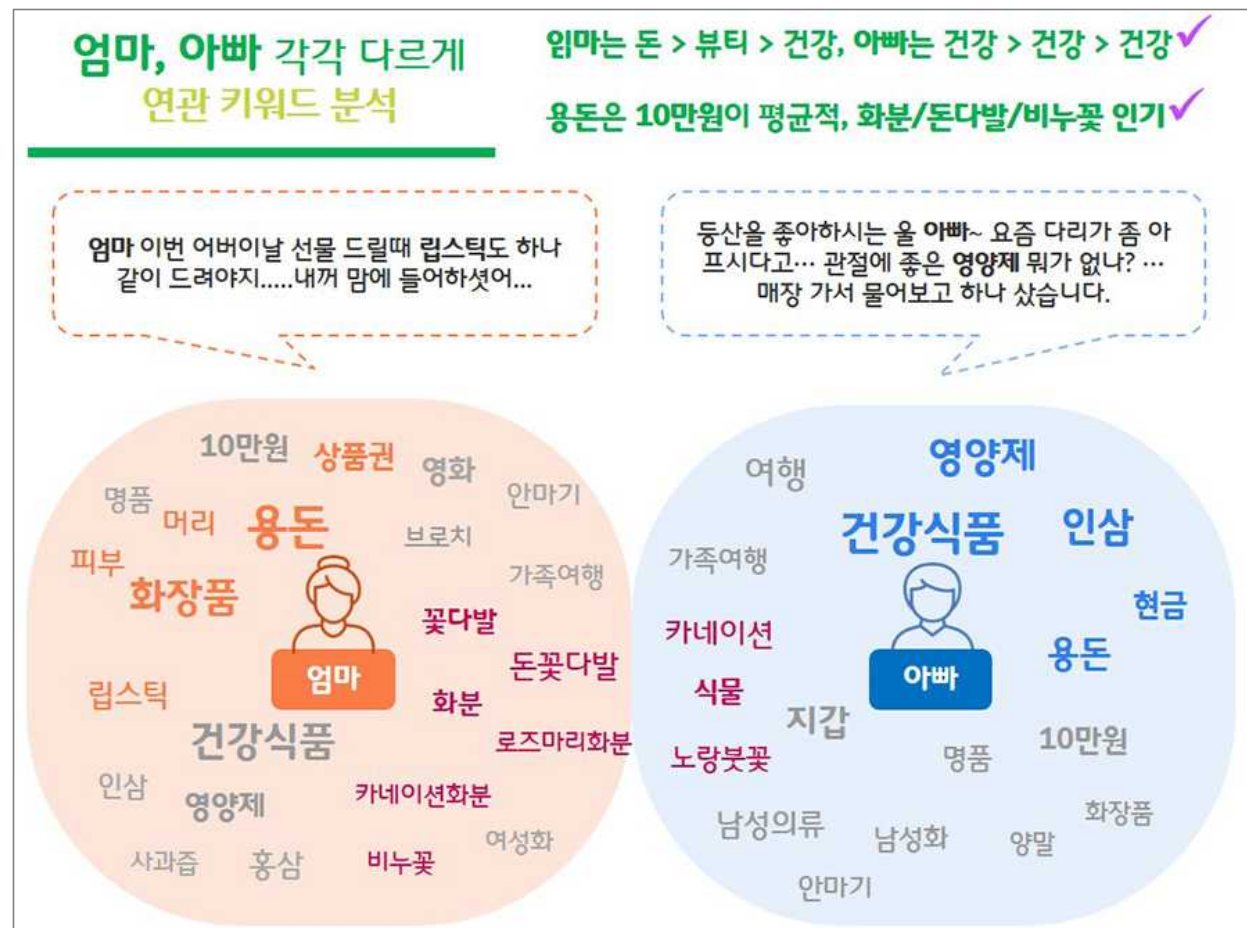 엄마, 아빠 각각 다르게
연관 키워드 분석
엄마는 돈 > 뷰티 > 건강, 아빠는 건강 > 건강 > 건강
용돈은 10만원이 평균적, 화분/돈다발/비누꽃 인기
엄마 이번 어버이날 선물 드릴때 립스틱도 하나
같이 드려야지.....내꺼 맘에 들어하셧어...
등산을 좋아하시는 울 아빠~ 요즘 다리가 좀 아
프시다고… 관절에 좋은 영양제 뭐가 없나? …
매장 가서 물어보고 하나 샀습니다.
10만원 상품권 영화
안마기
명품
머리 용돈 브로치
피부
화장품
가족여행
꽃다발
돈꽃다발
엄마
립스틱
화분
건강식품
로즈마리화분
인삼
영양제
카네이션화분
여성화
사과즙
홍삼
비누꽃
여행
영양제
건강식품
인삼
가족여행
현금
카네이션
용돈
아빠
식물
지갑
10만원
노랑붓꽃
명품
화장품
남성의류
남성화
양말
안마기